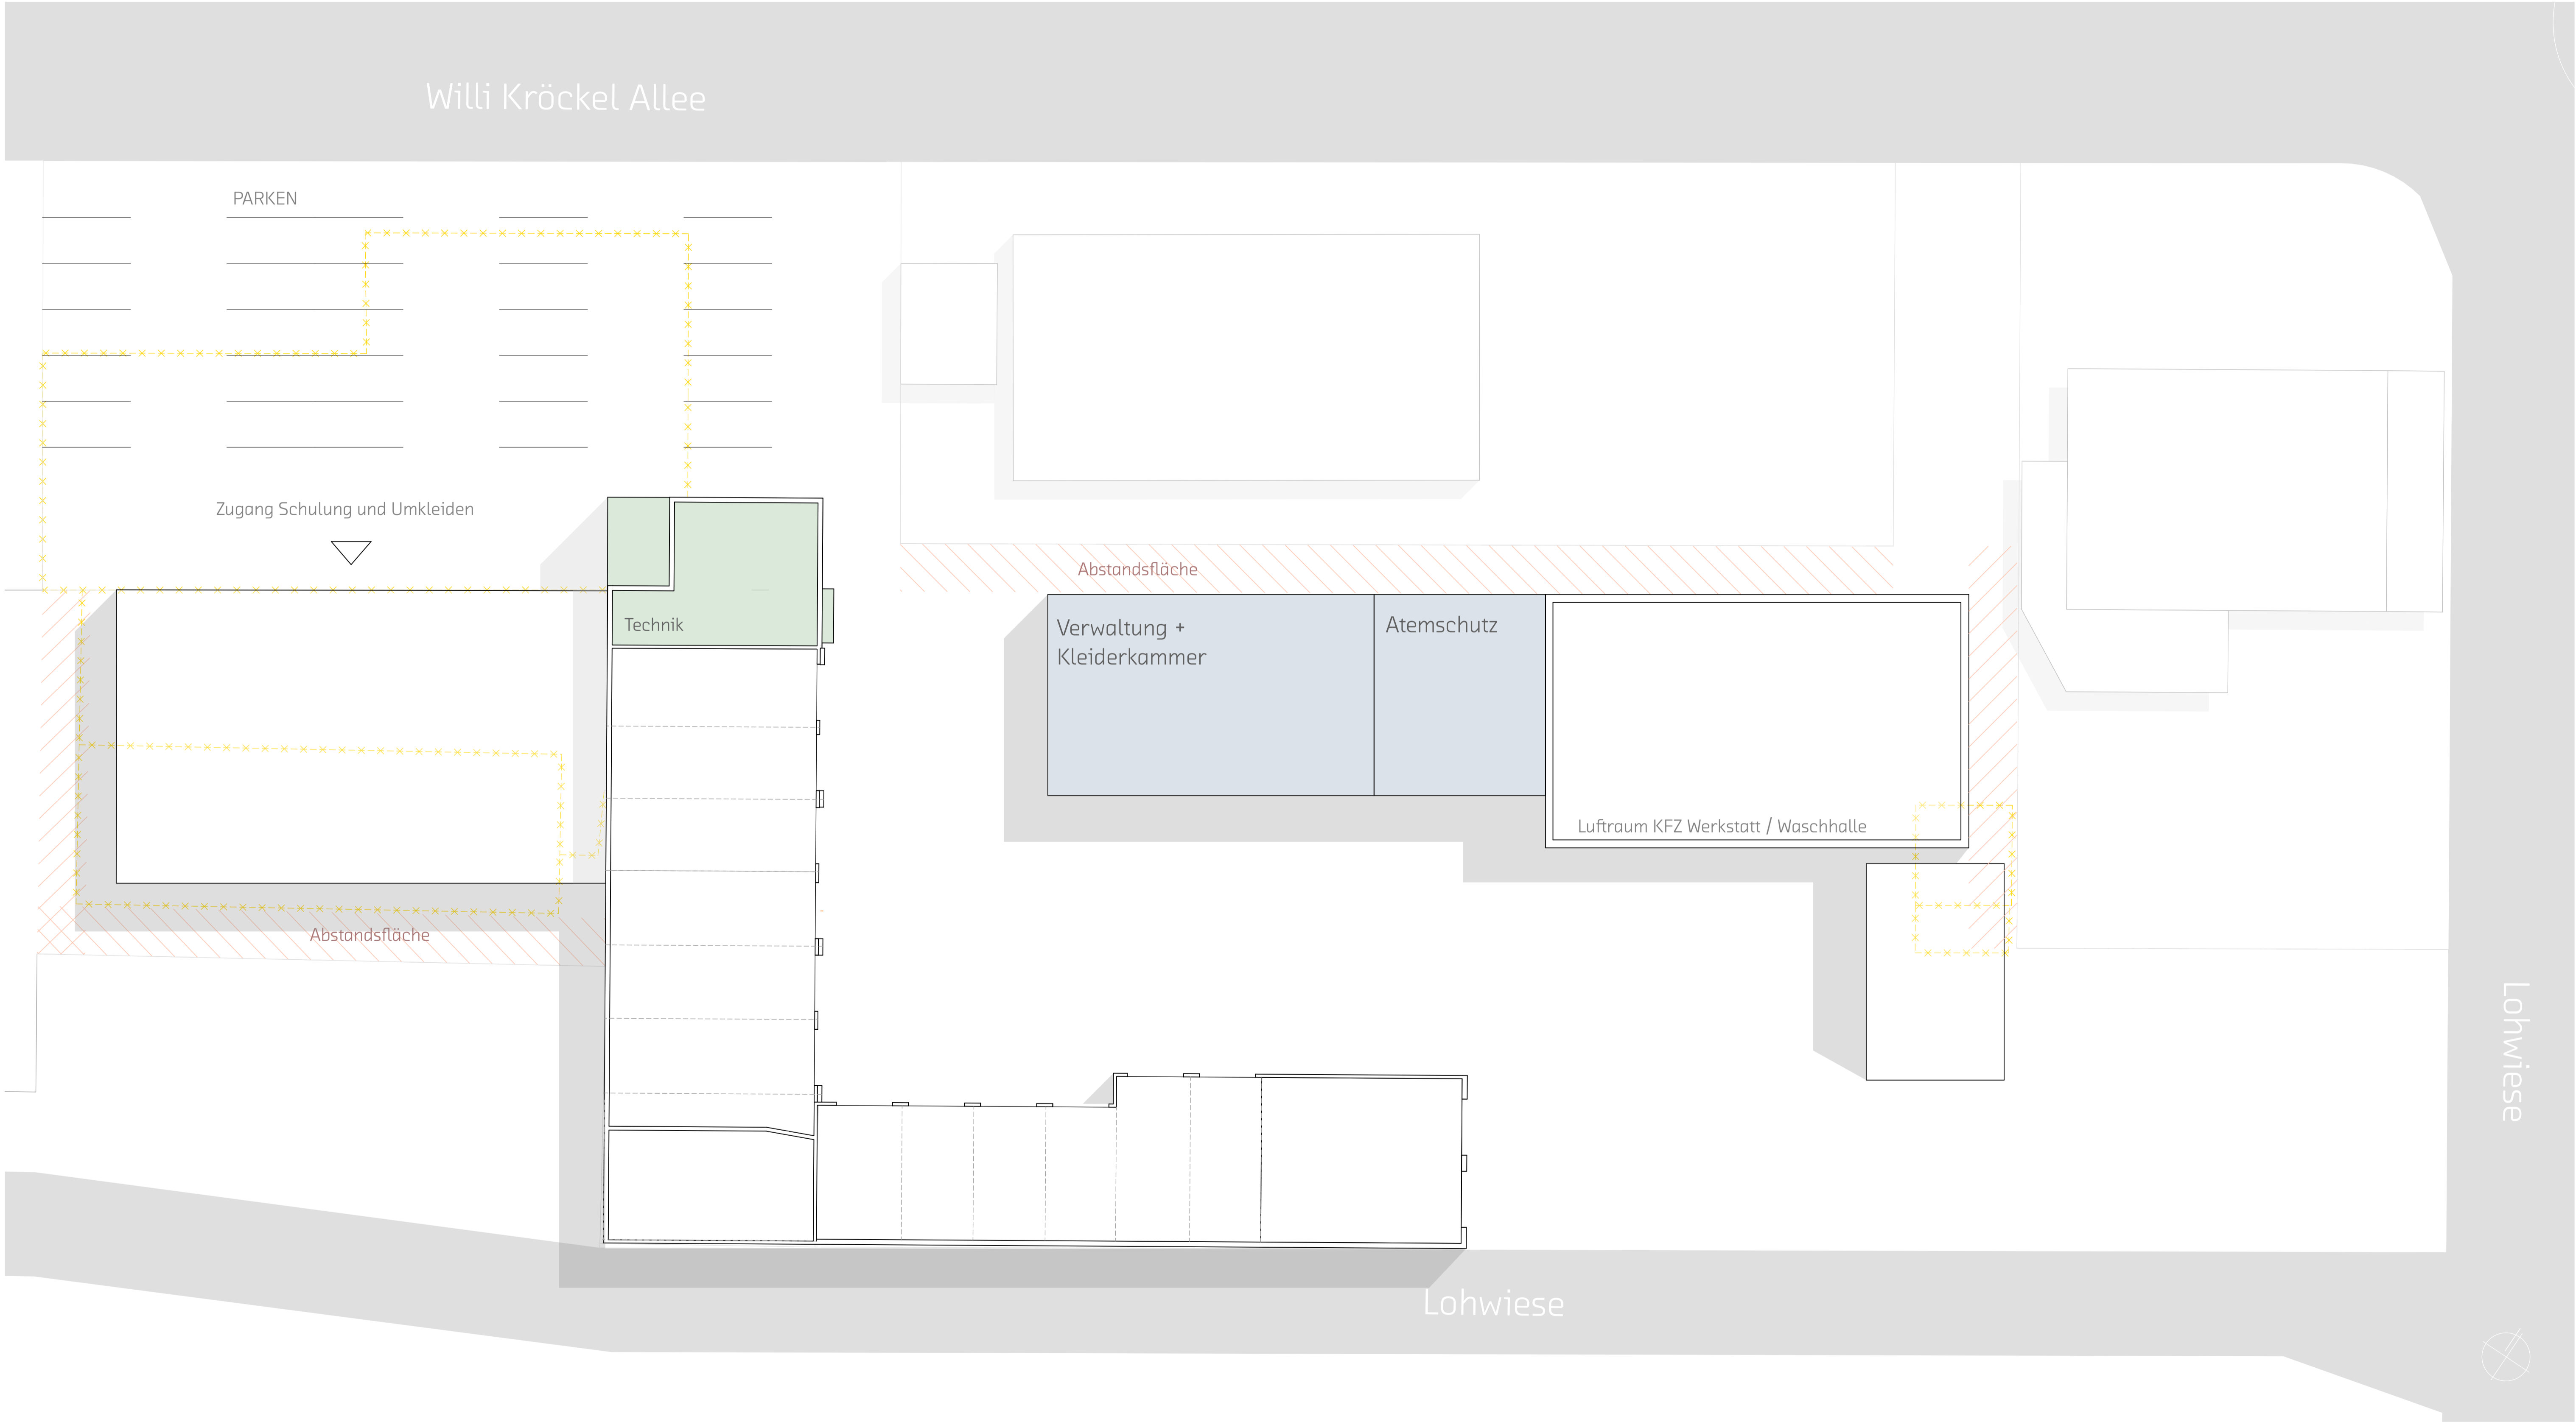 Willi Kröckel Allee
PARKEN
Zugang Schulung und Umkleiden
Abstandsfläche
Technik
Verwaltung +
Kleiderkammer
Atemschutz
Luftraum KFZ Werkstatt / Waschhalle
Abstandsfläche
Lohwiese
Lohwiese